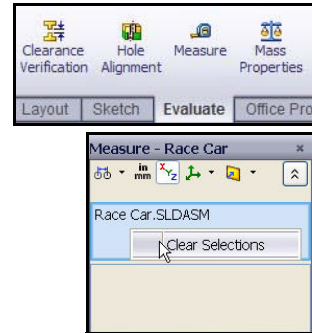 Clearance Hole Measure Mass
Verification Alignment Properties
Layout Sketch Evaluate Office Pro
Measure - Race Car
in
mm
XYZ
Race Car.SLDASM
Clear Selections